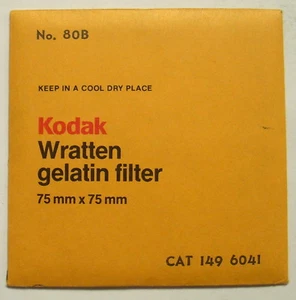 No. 80B
KEEP IN A COOL DRY PLACE
Kodak
Wratten
gelatin filter
75 mm x 75 mm
CAT 149 6041